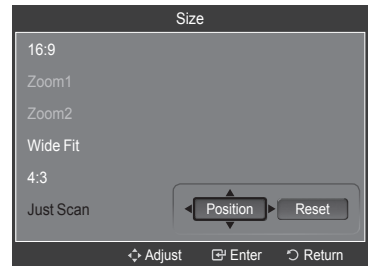 Size
16:9
Zoom1
Zoom2
Wide Fit
4:3
Just Scan
Position Reset
Adjust Enter Return